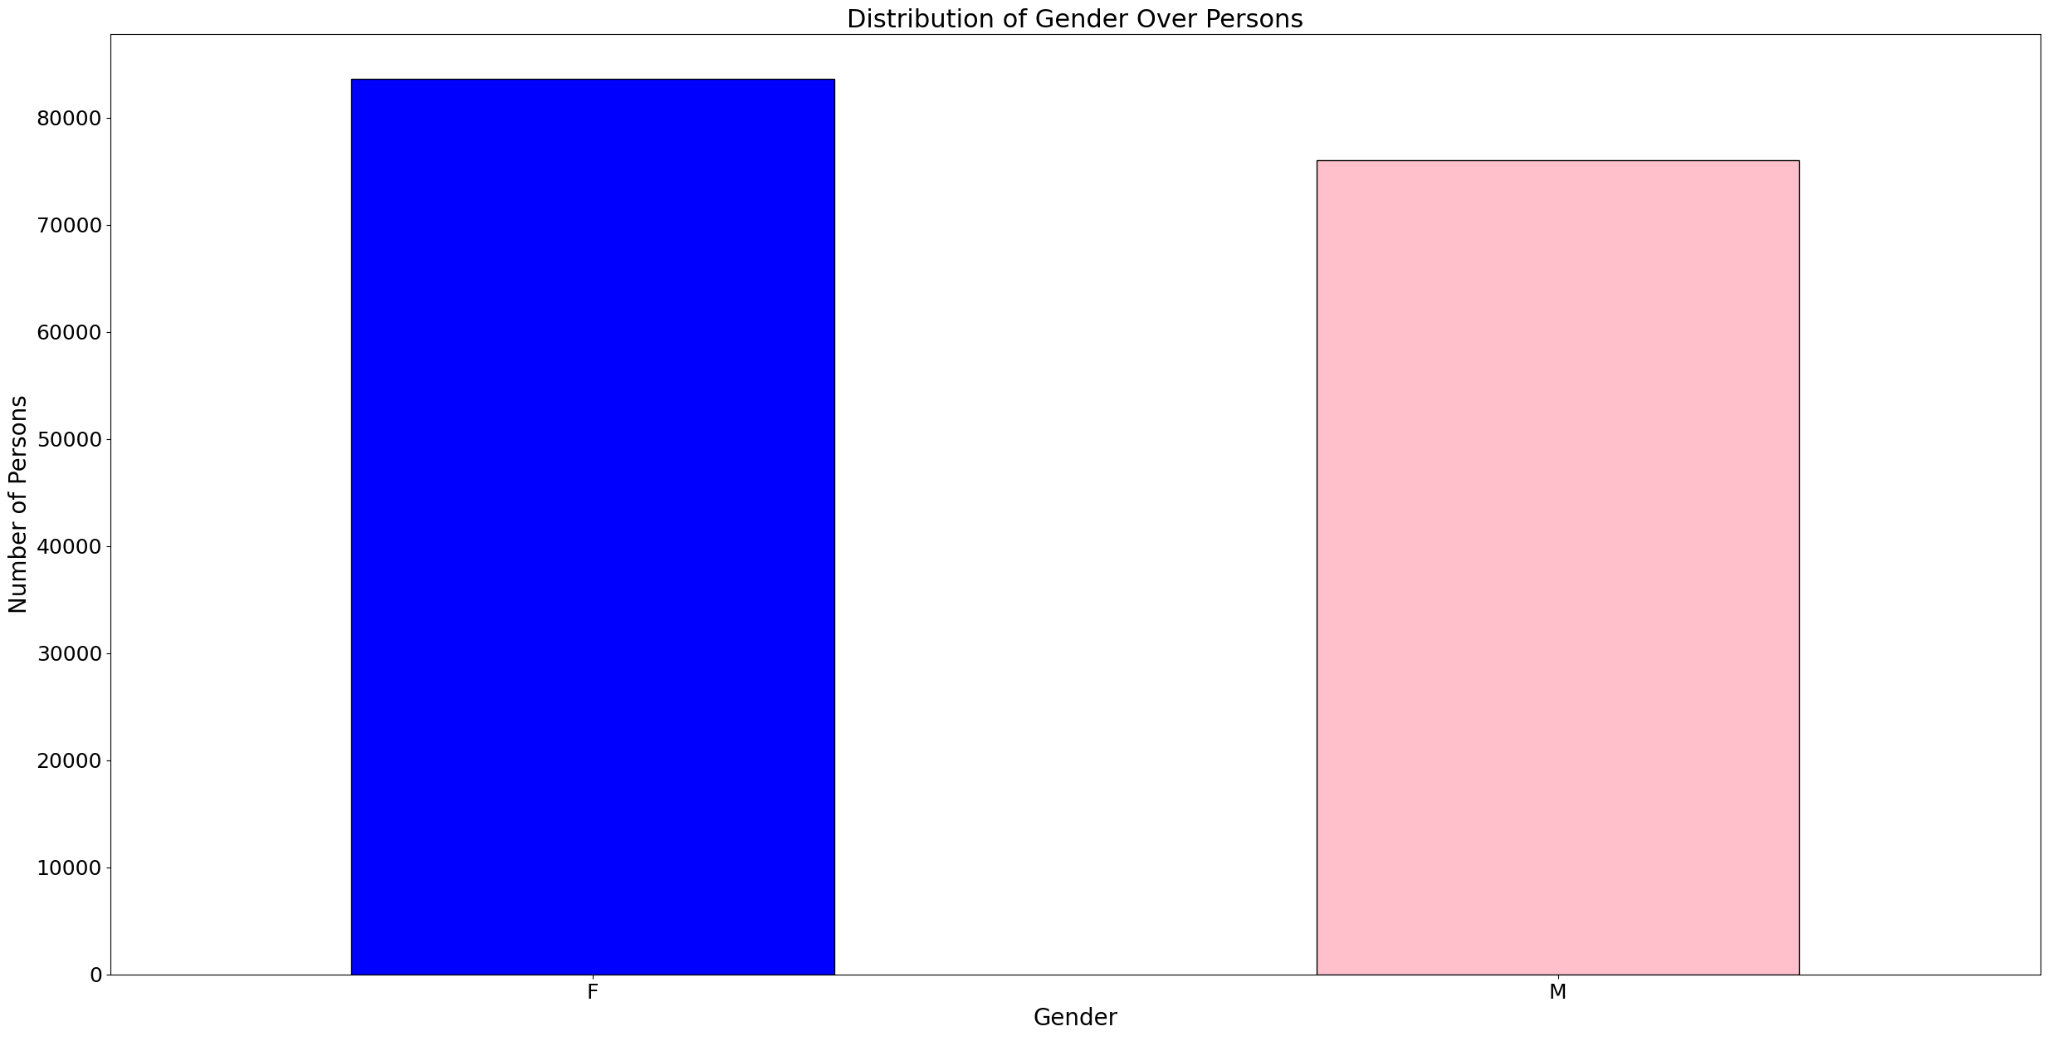 Distribution of Gender Over Persons
Number of Persons
80000
70000
60000
50000
40000
30000
20000
10000
0
F
M
Gender